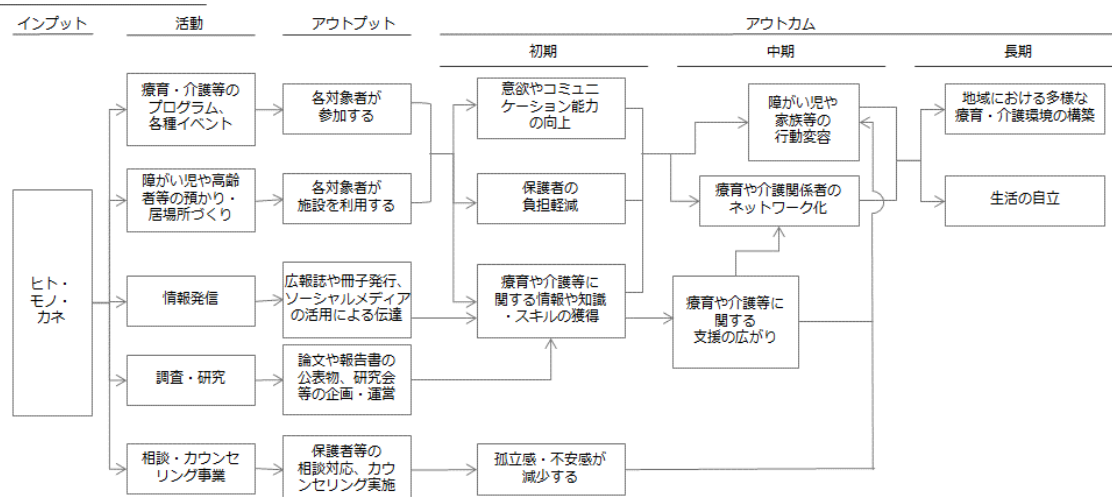 インプット
活動
アウトプット
アウトカム
初期
中期
長期
ヒト・
モノ・
カネ
療育・介護等の
プログラム、
各種イベント
障がい児や高齢
者等の預かり・
居場所づくり
情報発信
調査・研究
相談・カウンセ
リング事業
各対象者が
参加する
各対象者が
施設を利用する
広報誌や冊子発行、
ソーシャルメディア
の活用による伝達
論文や報告書の
公表物、研究会
等の企画・運営
保護者等の
相談対応、カウ
ンセリング実施
意欲やコミュニ
ケーション能力
の向上
保護者の
負担軽減
療育や介護等に
関する情報や知識
・スキルの獲得
孤立感・不安感が
減少する
障がい児や
家族等の
行動変容
療育や介護関係者の
ネットワーク化
療育や介護等に
関する
支援の広がり
地域における多様な
療育・介護環境の構築
生活の自立